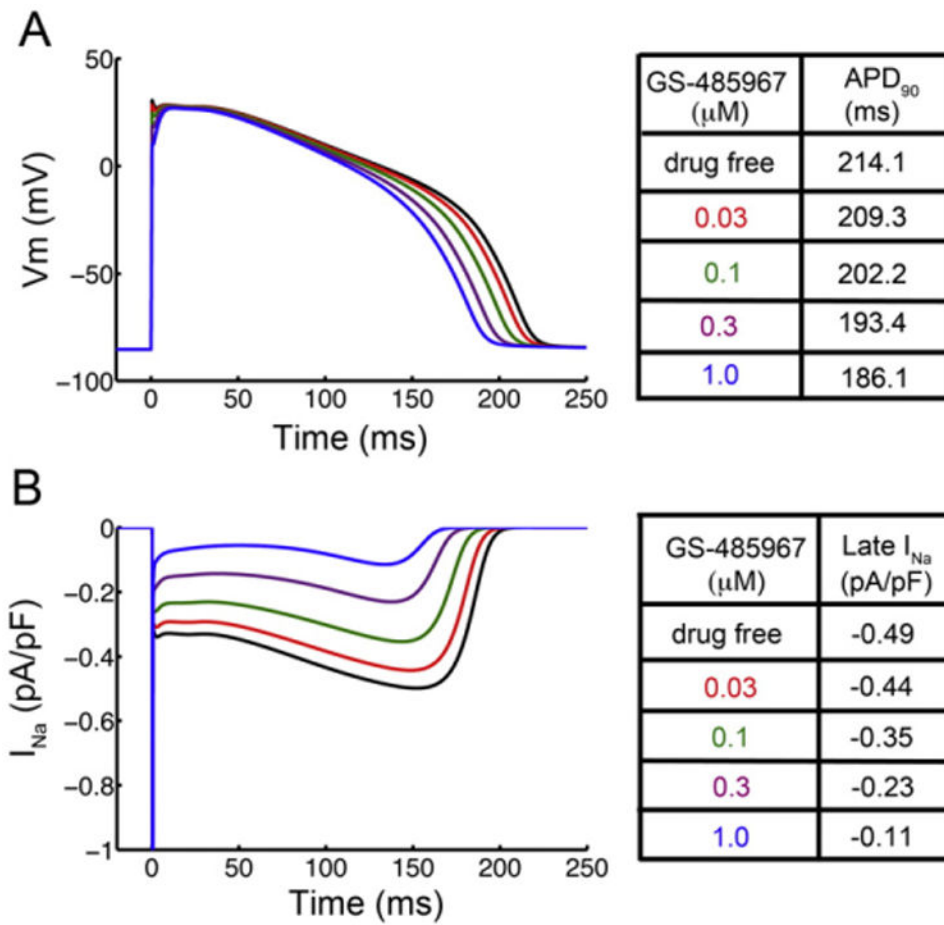 A
50
0
−50
−100
Vm (mV)
0 50 100 150 200 250
Time (ms)
GS-485967 (μM) APD90 (ms)
drug free 214.1
0.03 209.3
0.1 202.2
0.3 193.4
1.0 186.1
B
0
−0.2
−0.4
−0.6
−0.8
−1
INa (pA/pF)
0 50 100 150 200 250
Time (ms)
GS-485967 (μM) Late INa (pA/pF)
drug free -0.49
0.03 -0.44
0.1 -0.35
0.3 -0.23
1.0 -0.11